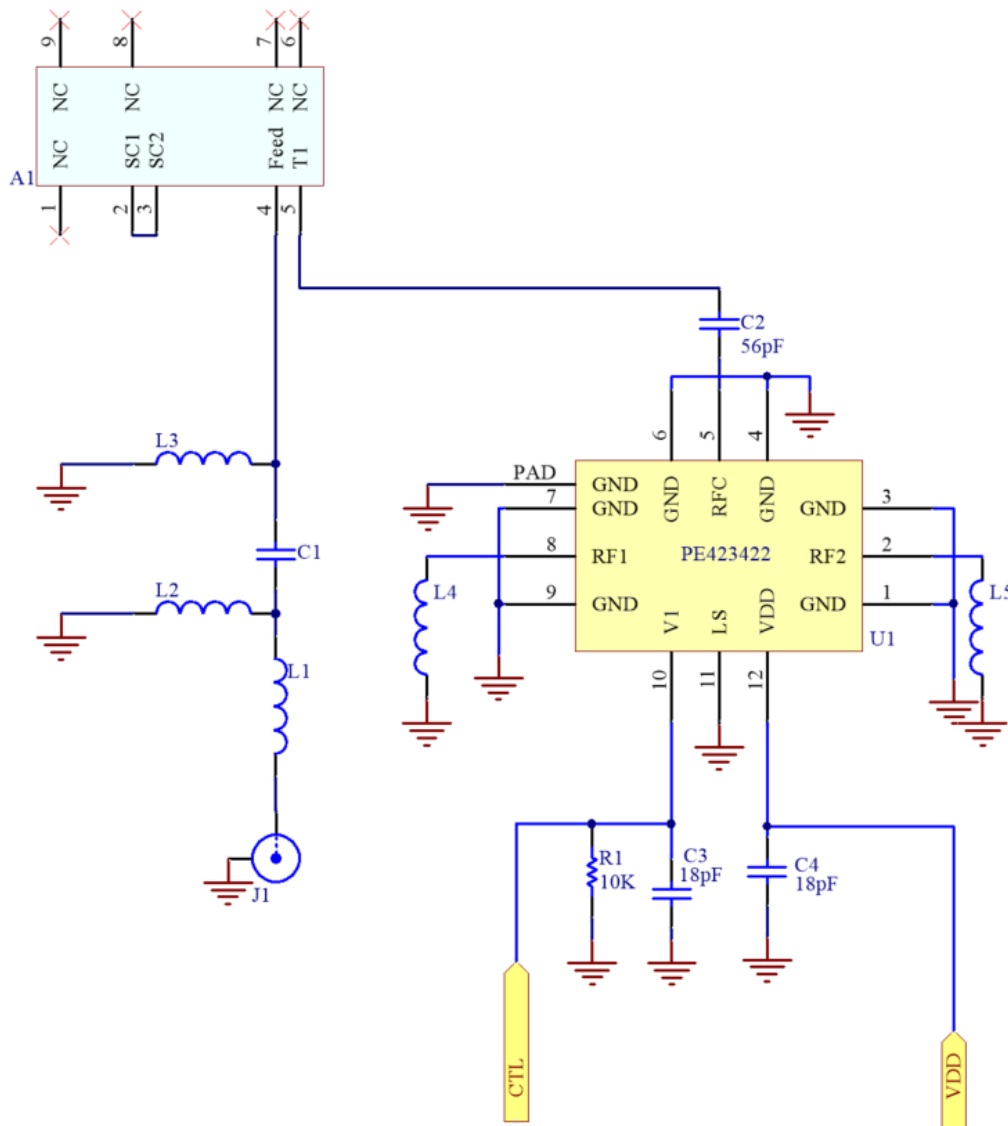 9
8
7
6
NC
NC
NC
NC
NC
SC1
SC2
Feed
T1
A1
1
2
3
4
5
C2
56pF
L3
6
5
4
PAD
GND
GND
RFC
GND
7
GND
GND
3
C1
8
RF1
PE423422
RF2
2
L4
L5
L2
9
GND
V1
LS
VDD
GND
1
U1
L1
10
11
12
R1
10K
C3
18pF
C4
18pF
J1
CTL
VDD